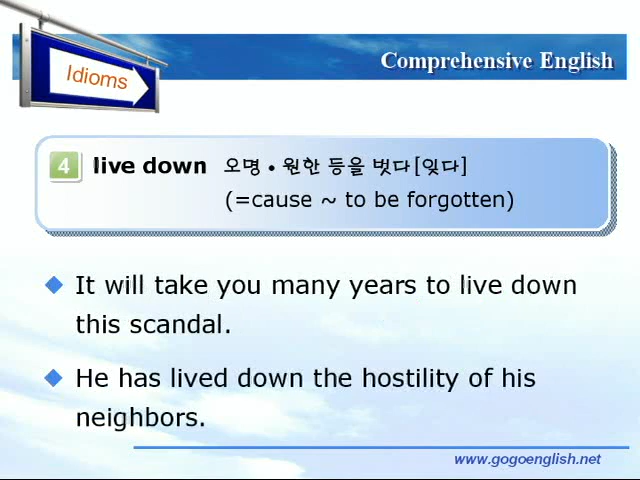 Idioms
Comprehensive English
4 live down 오명 • 원한 등을 벗다[잊다]
(=cause ~ to be forgotten)
It will take you many years to live down
this scandal.
He has lived down the hostility of his
neighbors.
www.gogoenglish.net